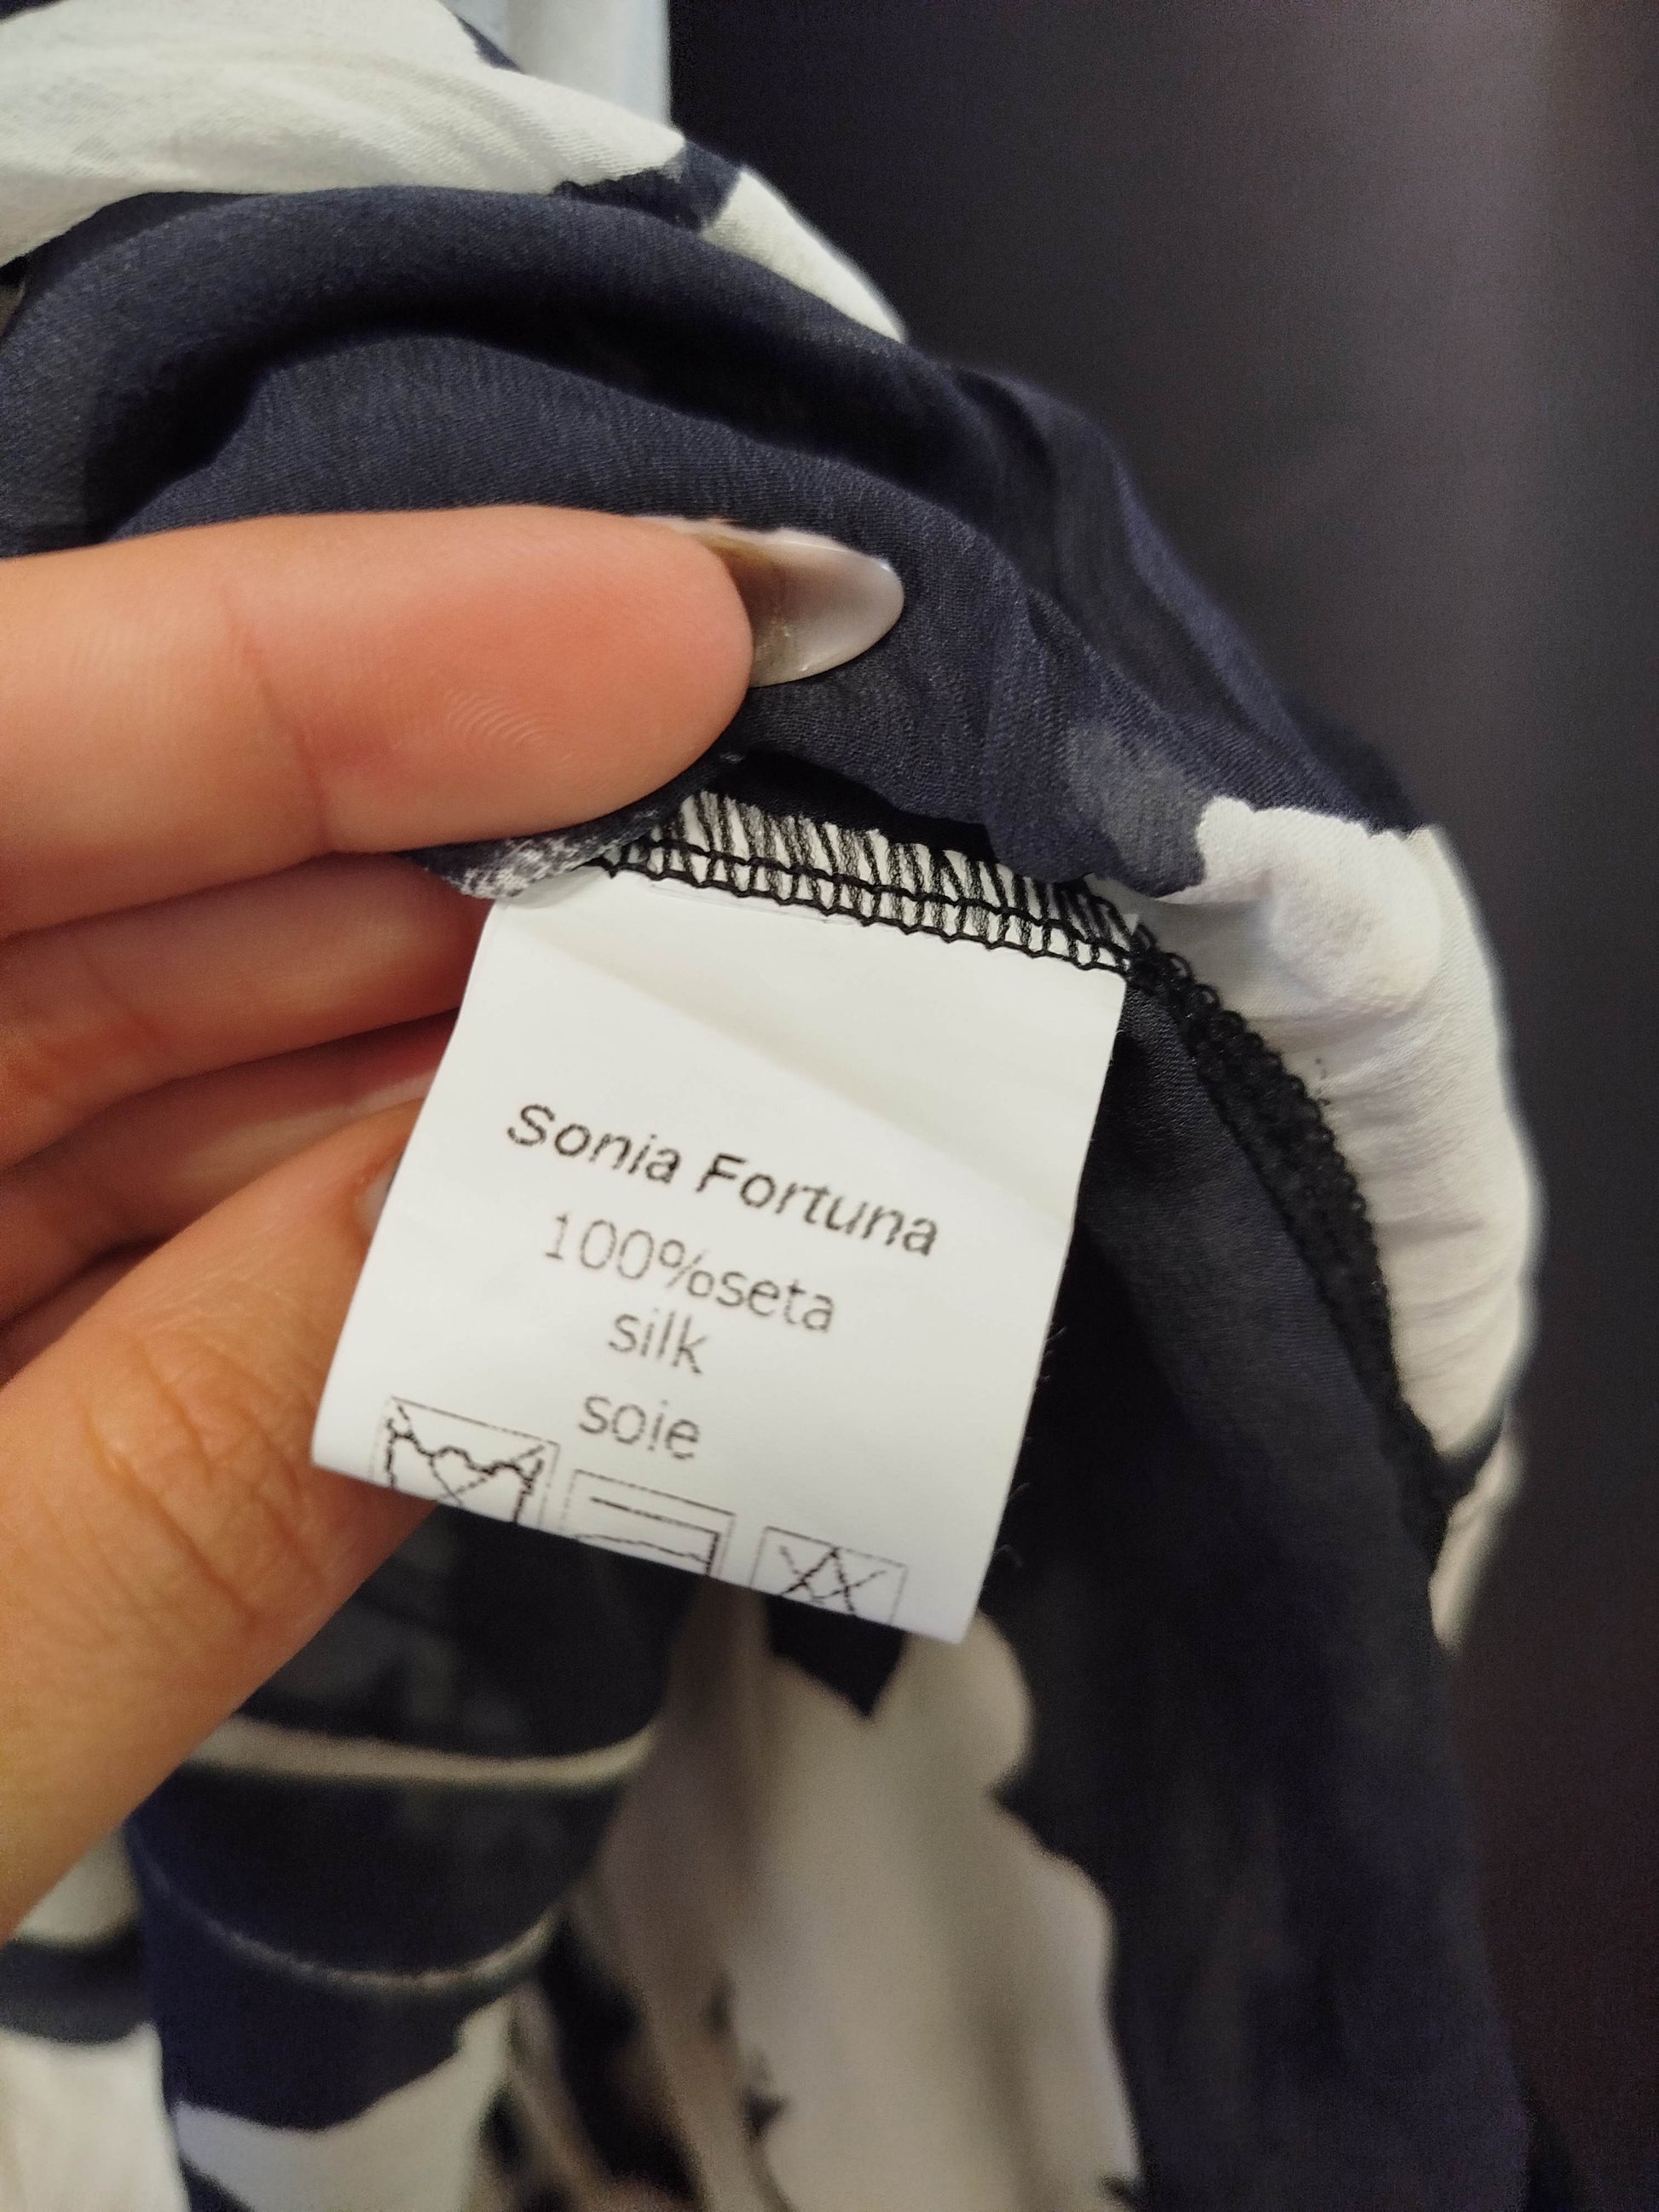 Sonia Fortuna
100%seta
silk
soie